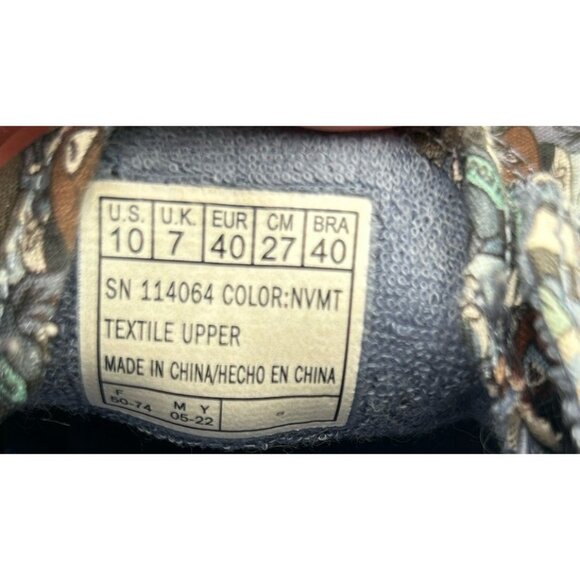 U.S. U.K. EUR CM BRA
10 7 40 27 40
SN 114064 COLOR:NVMT
TEXTILE UPPER
MADE IN CHINA/HECHO EN CHINA
F M Y
50-74 05-22